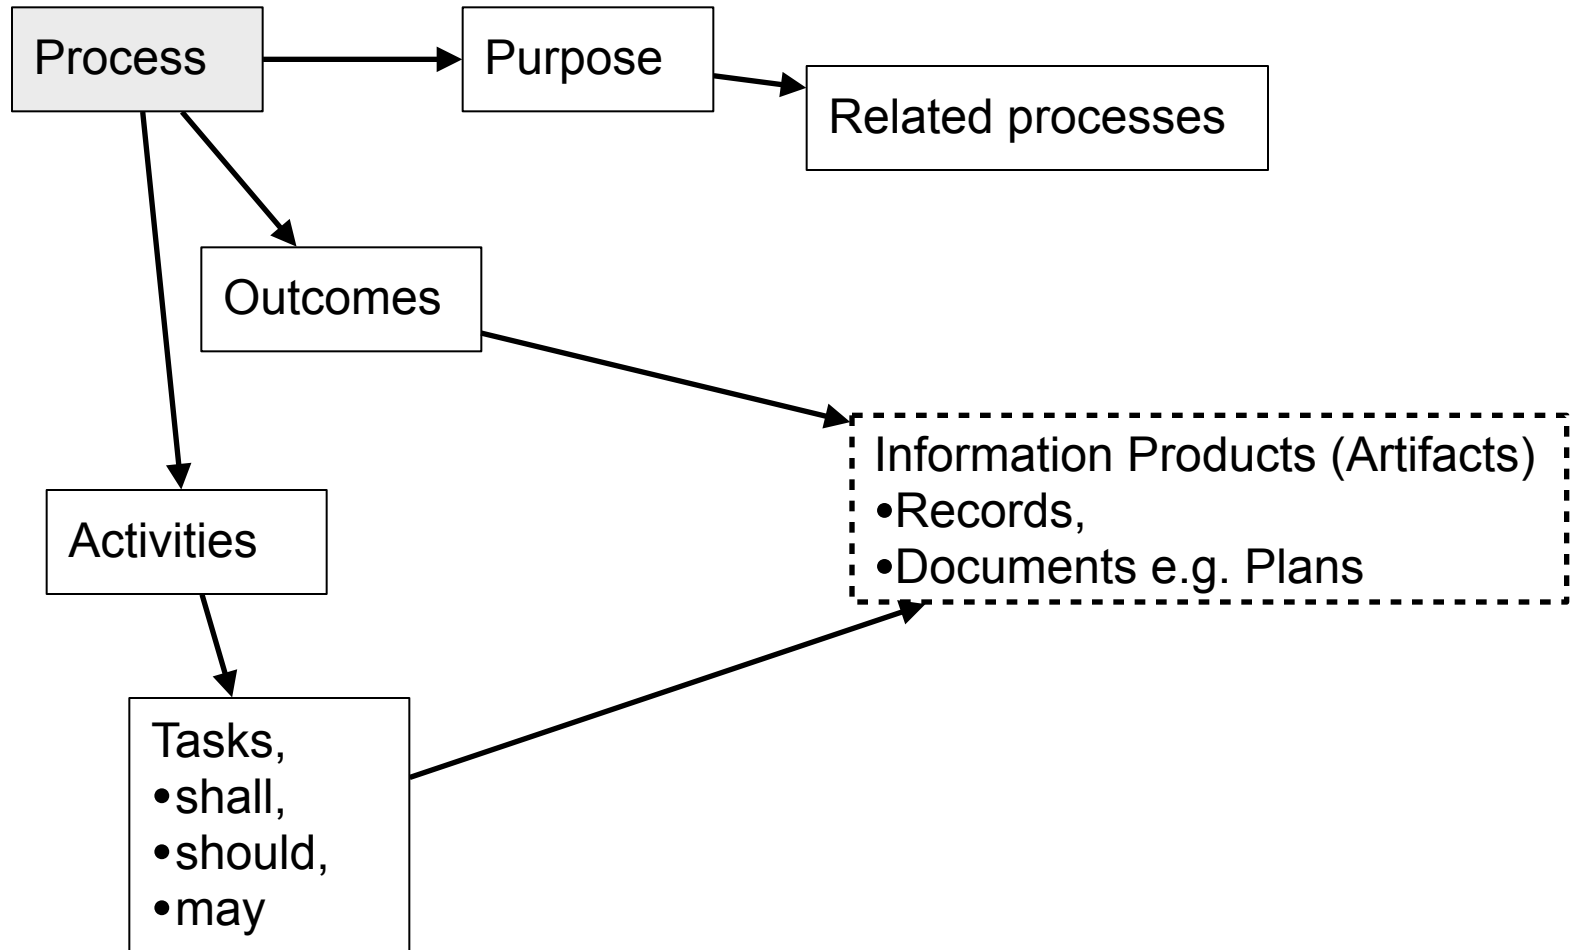 Process
Purpose
Related processes
Outcomes
Information Products (Artifacts)
•Records,
•Documents e.g. Plans
Activities
Tasks,
•shall,
•should,
•may